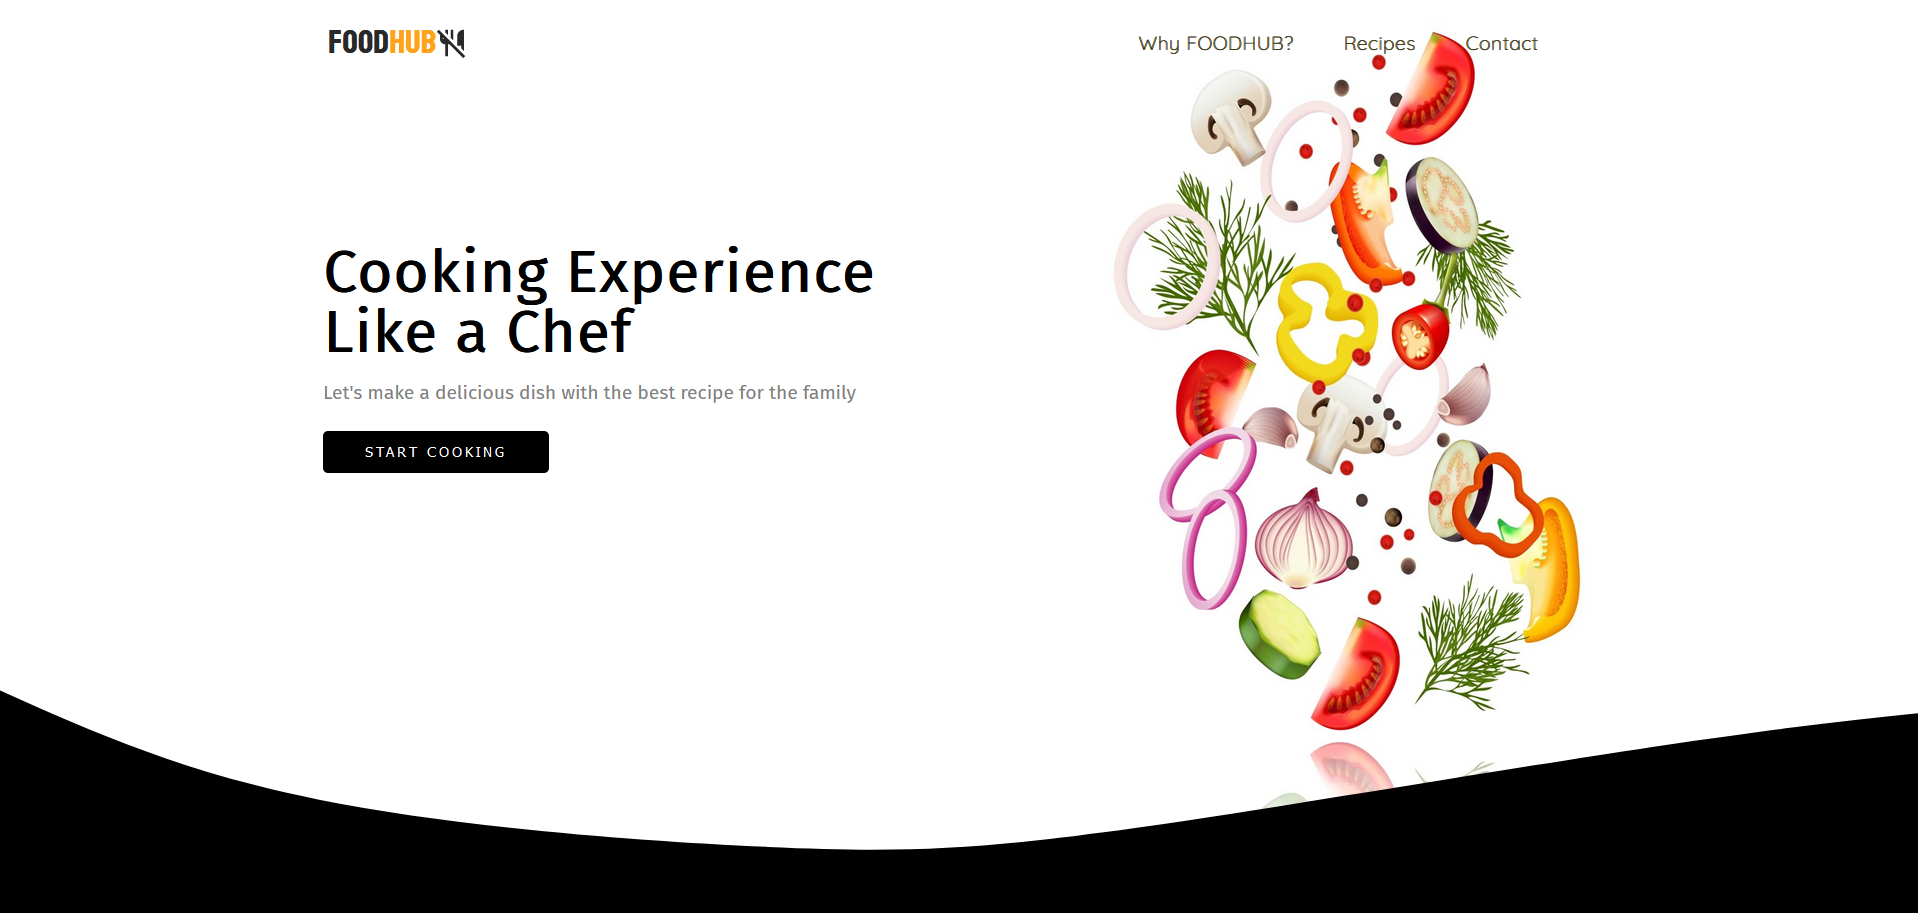 FOODHUB
Why FOODHUB? Recipes Contact
Cooking Experience
Like a Chef
Let's make a delicious dish with the best recipe for the family
START COOKING